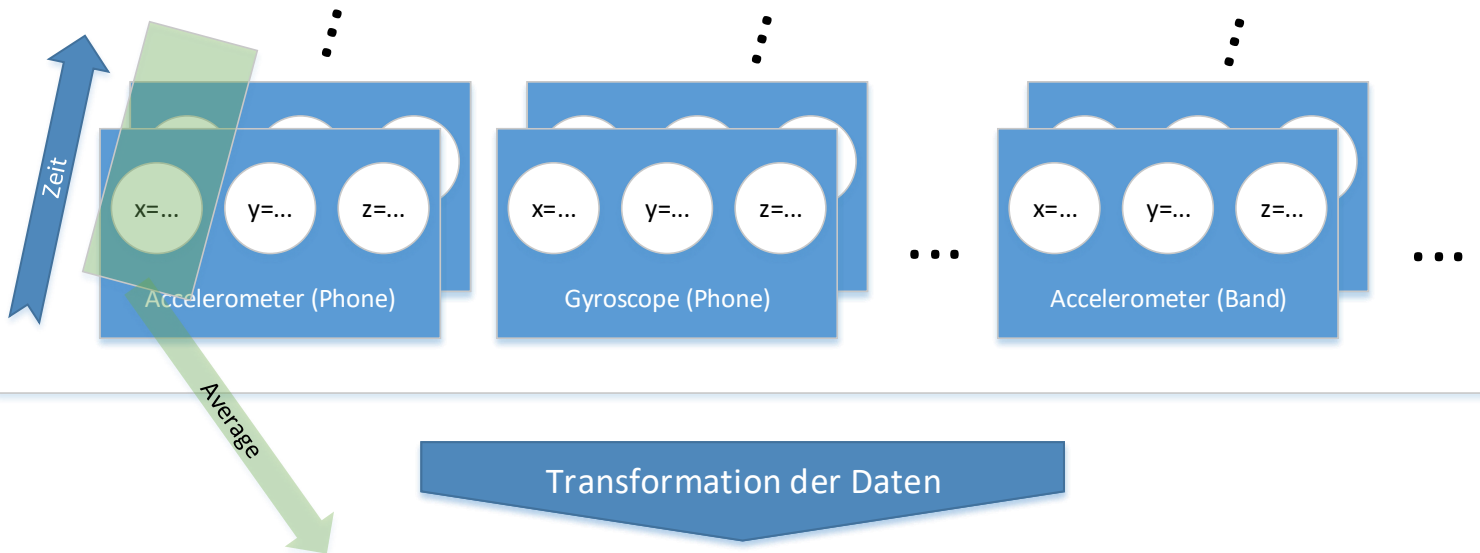 Zeit
x=...
y=...
z=...
Accelerometer (Phone)
x=...
y=...
z=...
Gyroscope (Phone)
...
x=...
y=...
z=...
Accelerometer (Band)
...
Average
Transformation der Daten